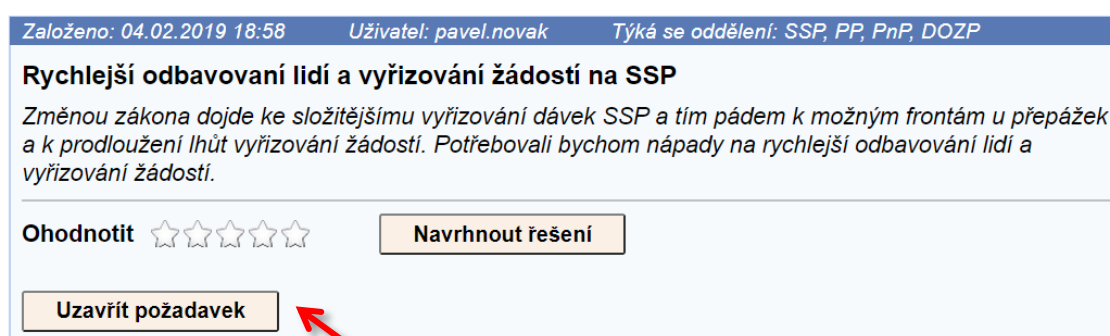 Založeno: 04.02.2019 18:58 Uživatel: pavel.novak Týká se oddělení: SSP, PP, PnP, DOZP
Rychlejší odbavovaní lidí a vyřizování žádostí na SSP
Změnou zákona dojde ke složitějšímu vyřizování dávek SSP a tím pádem k možným frontám u přepážek
a k prodloužení lhůt vyřizování žádostí. Potřebovali bychom nápady na rychlejší odbavování lidí a
vyřizování žádostí.
Ohodnotit Navrhnout řešení
Uzavřít požadavek